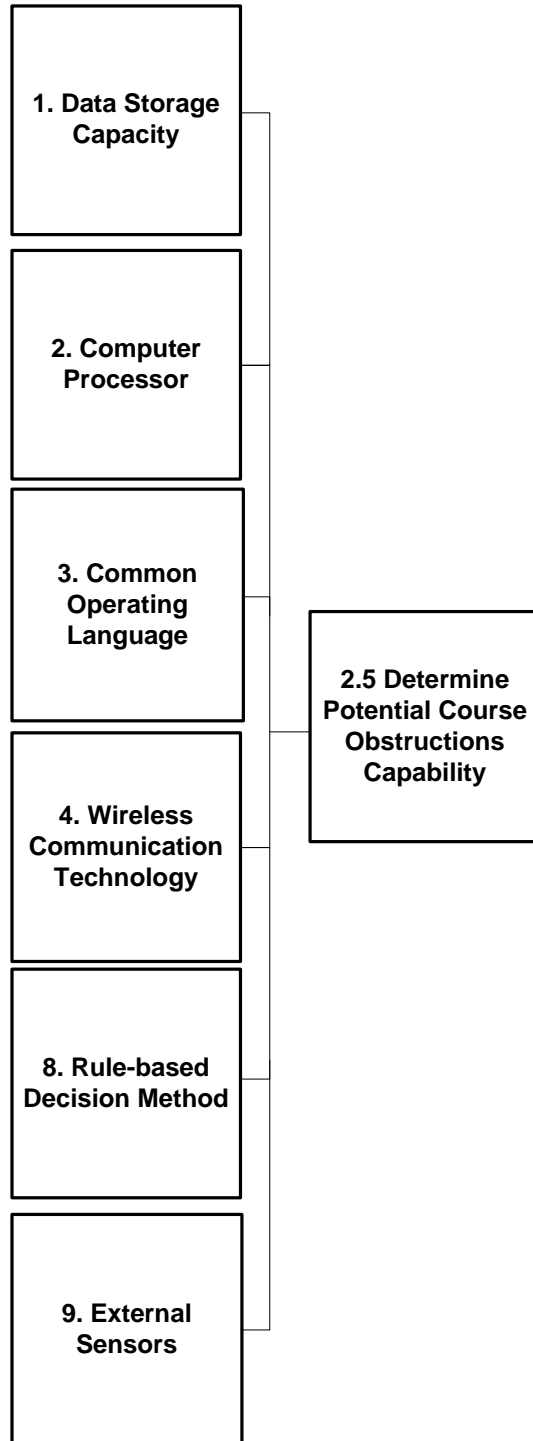 1. Data Storage
Capacity
2. Computer
Processor
3. Common
Operating
Language
2.5 Determine
Potential Course
Obstructions
Capability
4. Wireless
Communication
Technology
8. Rule-based
Decision Method
9. External
Sensors